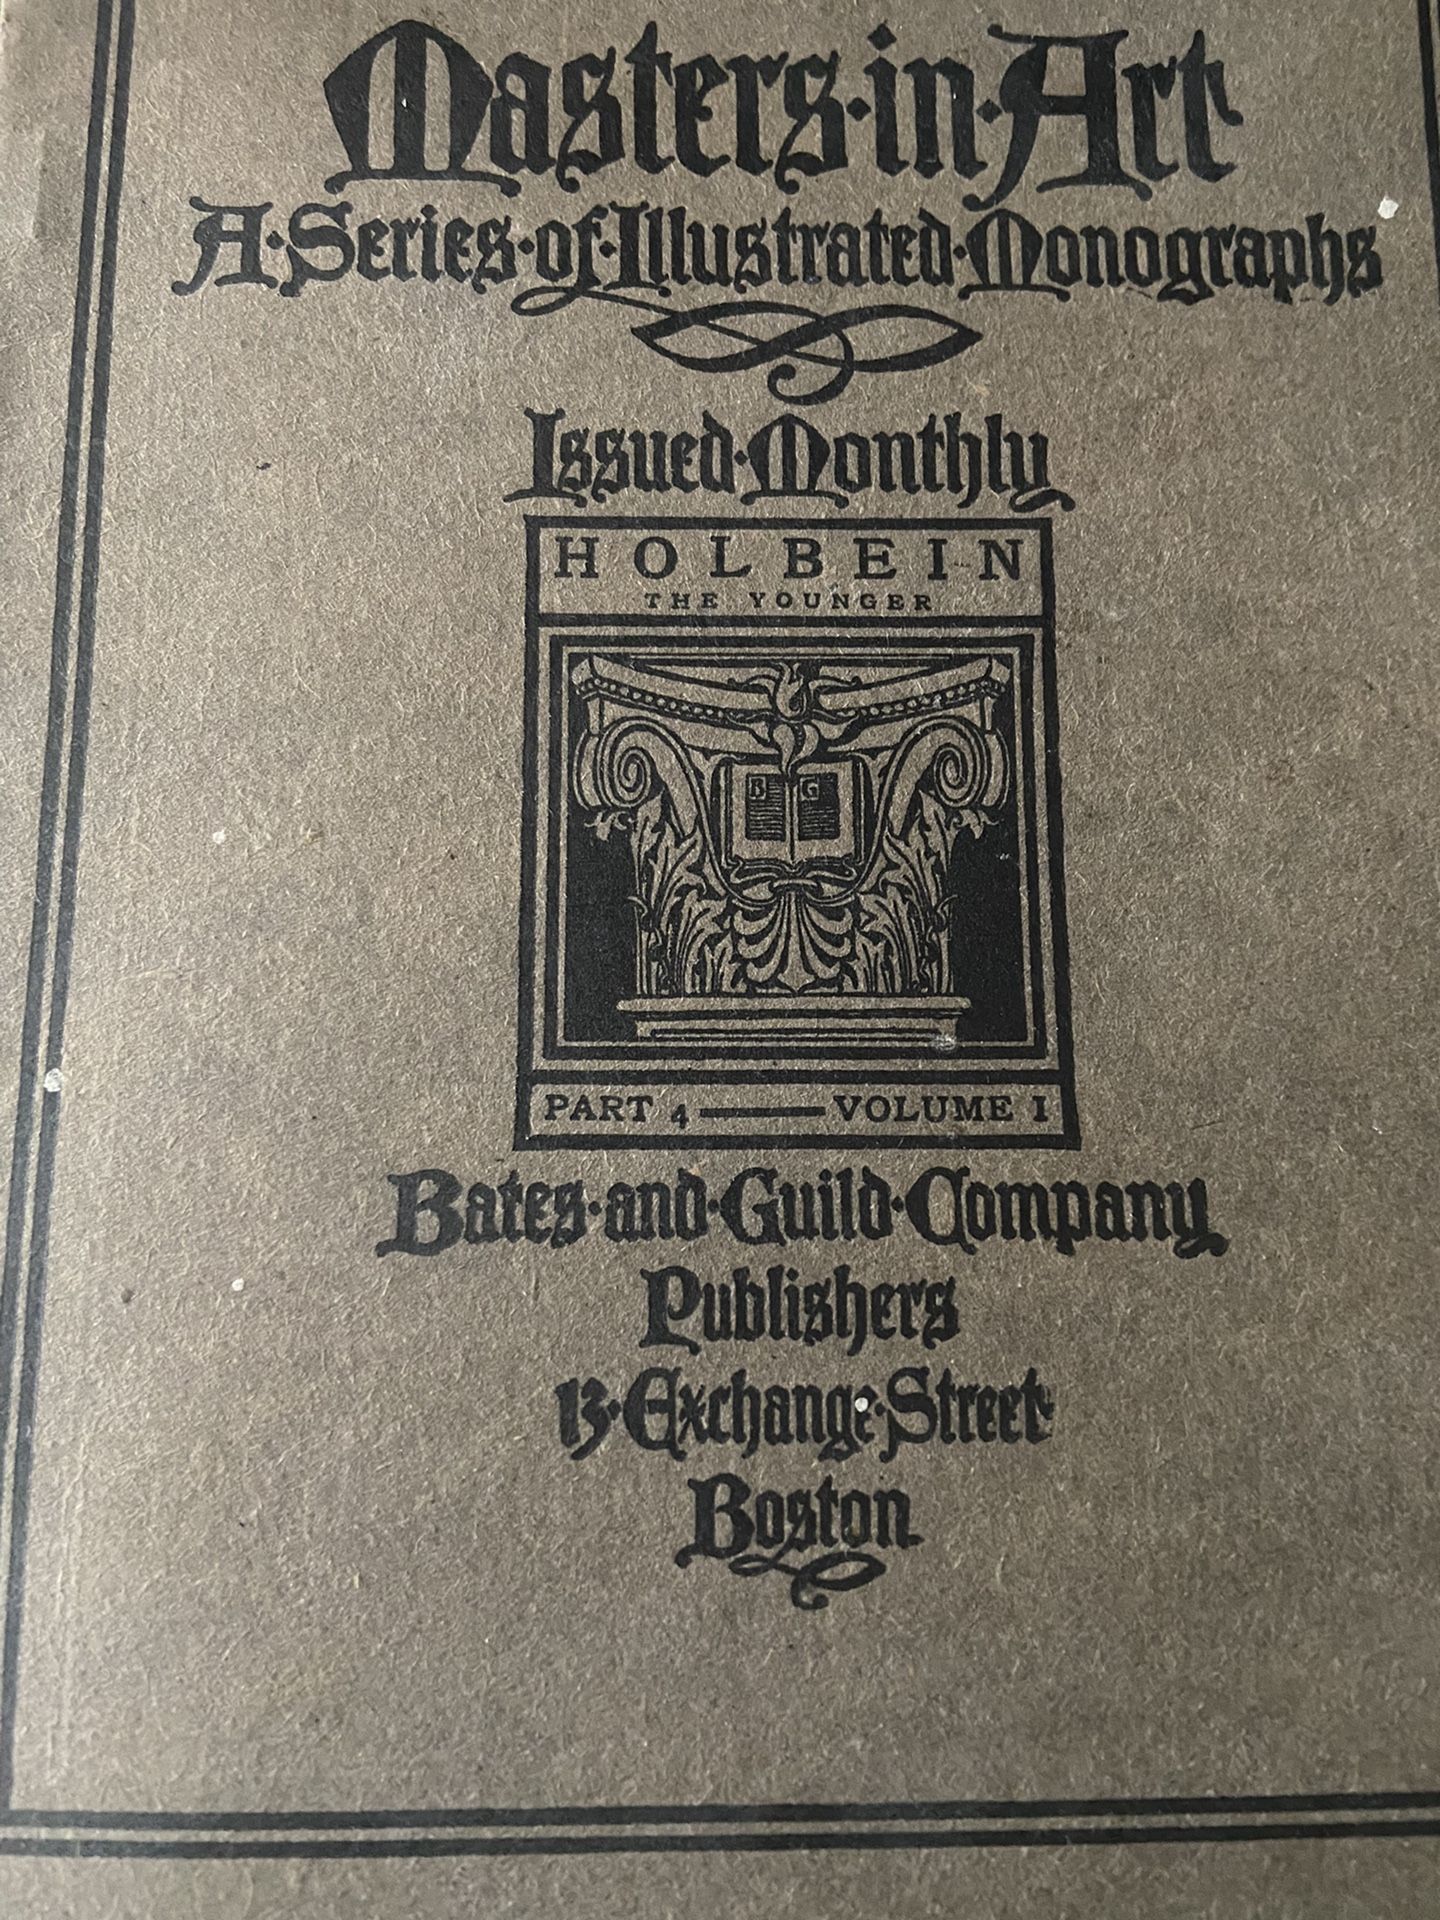 Masters·in·Art
A·Series·of·Illustrated·Monographs
Issued·Monthly
HOLBEIN
THE YOUNGER
B G
PART 4 — VOLUME I
Bates·and·Guild·Company
Publishers
13·Exchange·Street
Boston